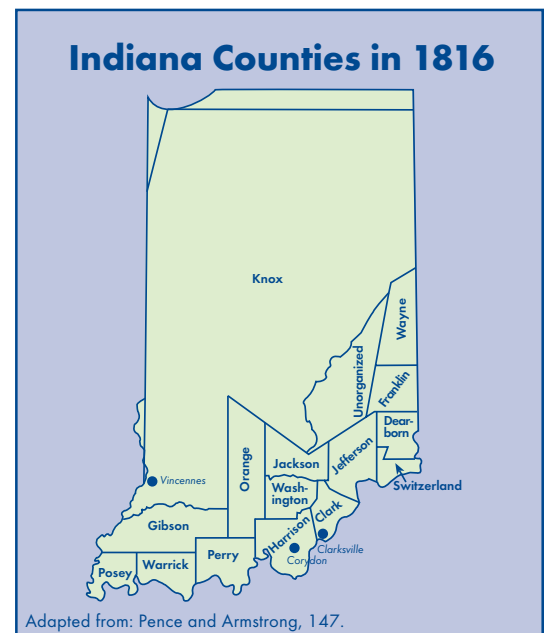 Indiana Counties in 1816
Knox
Wayne
Unorganized
Franklin
Dear-
born
Switzerland
Jefferson
Orange
Jackson
Wash-
ington
Vincennes
Gibson
Clark
Harrison
Clarksville
Corydon
Perry
Warrick
Posey
Adapted from: Pence and Armstrong, 147.